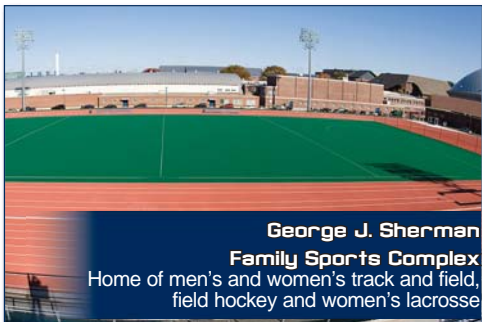 George J. Sherman
Family Sports Complex
Home of men's and women's track and field,
field hockey and women's lacrosse